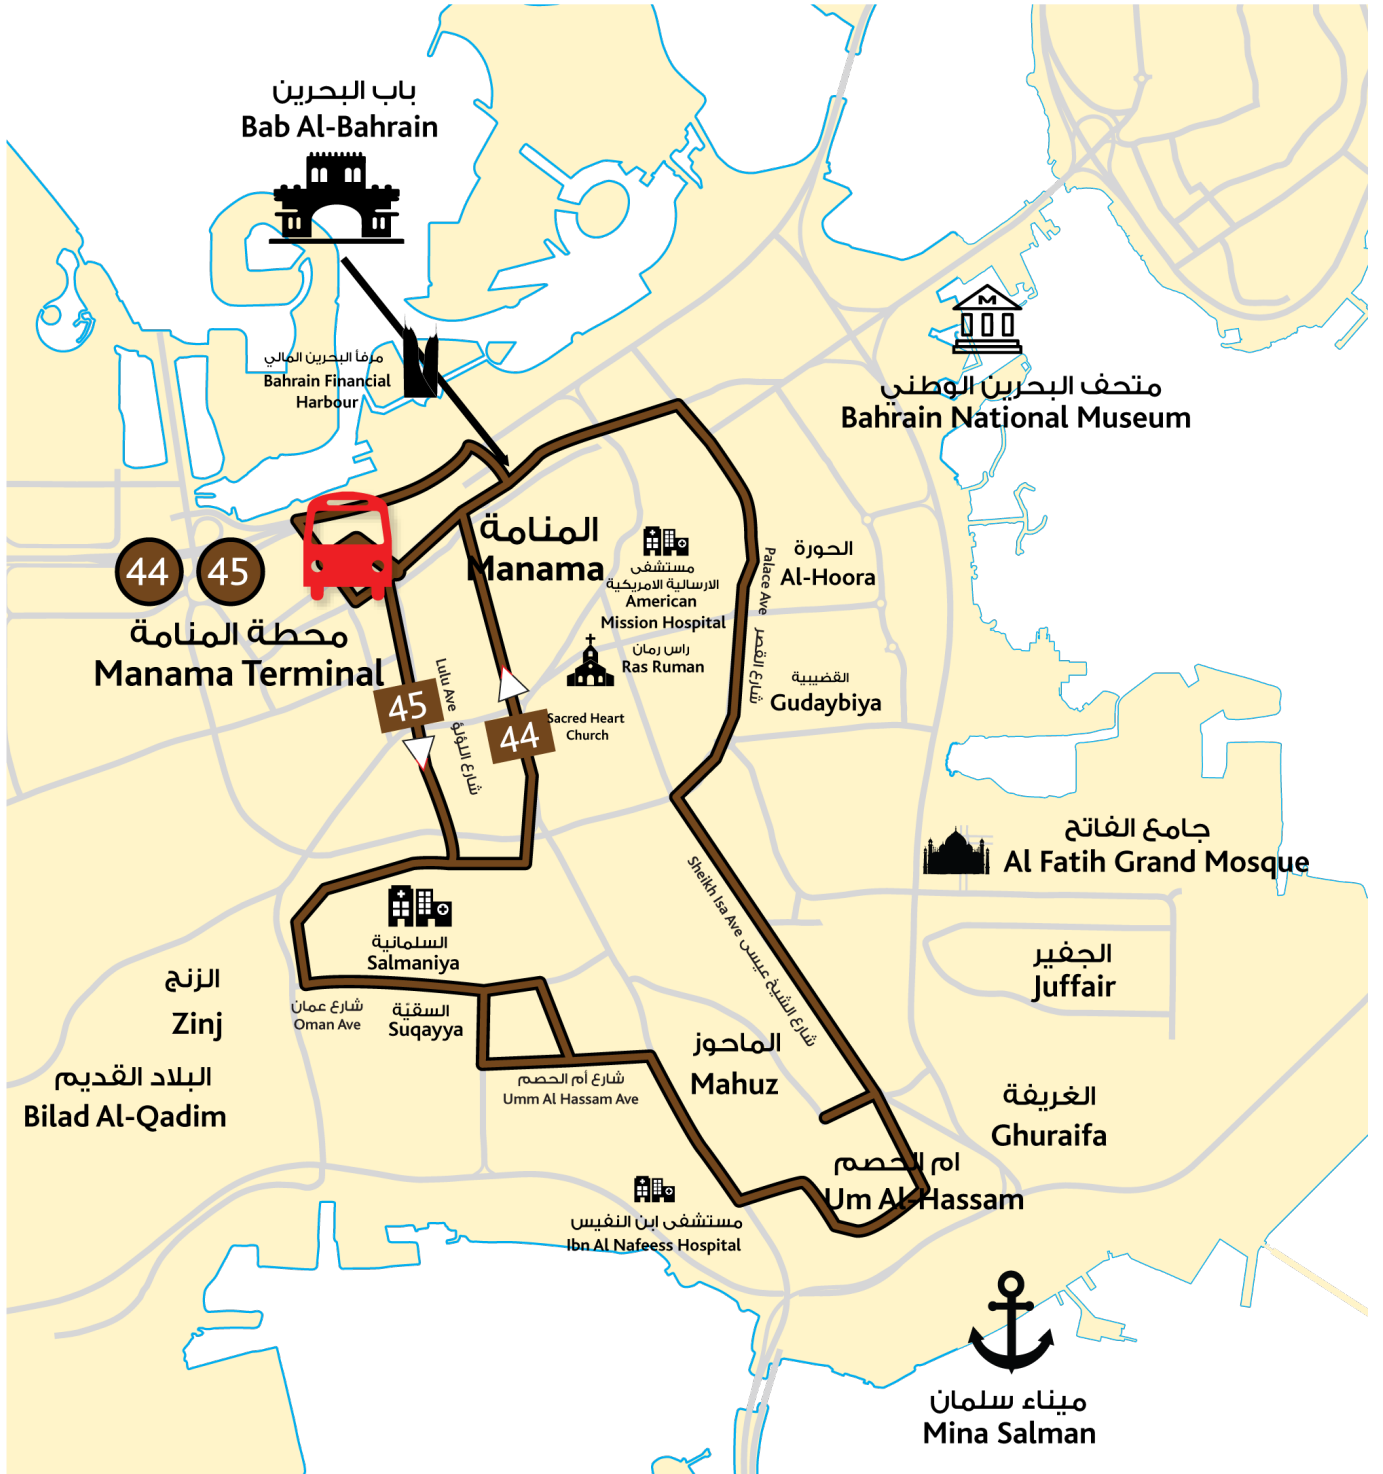 باب البحرين
Bab Al-Bahrain
مرفأ البحرين المالي
Bahrain Financial
Harbour
M
متحف البحرين الوطني
Bahrain National Museum
44
45
محطة المنامة
Manama Terminal
المنامة
Manama
مستشفى
الارسالية الامريكية
American
Mission Hospital
راس رمان
Ras Ruman
Sacred Heart
Church
الحورة
Al-Hoora
القضيبية
Gudaybiya
Palace Ave شارع القصر
Lulu Ave شارع اللؤلؤ
45
44
جامع الفاتح
Al Fatih Grand Mosque
Sheikh Isa Ave شارع الشيخ عيسى
السلمانية
Salmaniya
الجفير
Juffair
الزنج
Zinj
شارع عمان
Oman Ave
السقيّة
Suqayya
الماحوز
Mahuz
البلاد القديم
Bilad Al-Qadim
شارع أم الحصم
Umm Al Hassam Ave
الغريفة
Ghuraifa
ام الحصم
Um Al-Hassam
مستشفى ابن النفيس
Ibn Al Nafeess Hospital
ميناء سلمان
Mina Salman